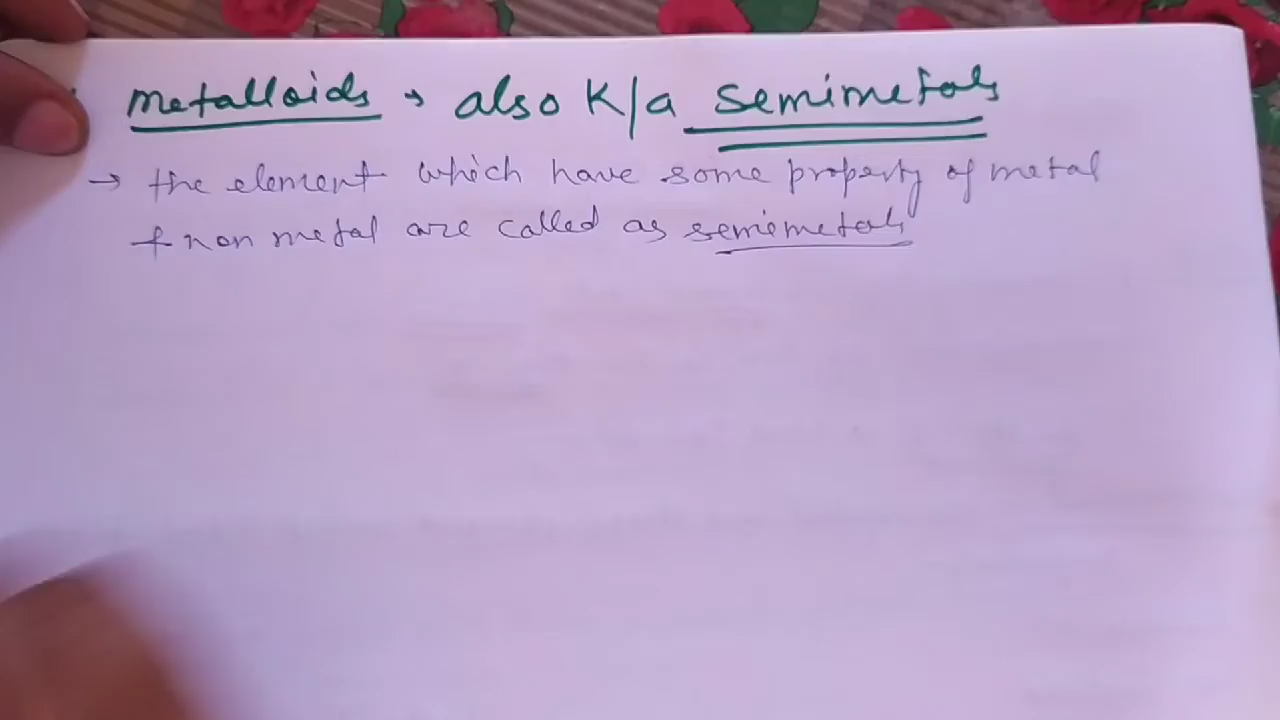 metalloids → also K/a semimetals
→ the element which have some property of metal
+ non metal are called as semimetals